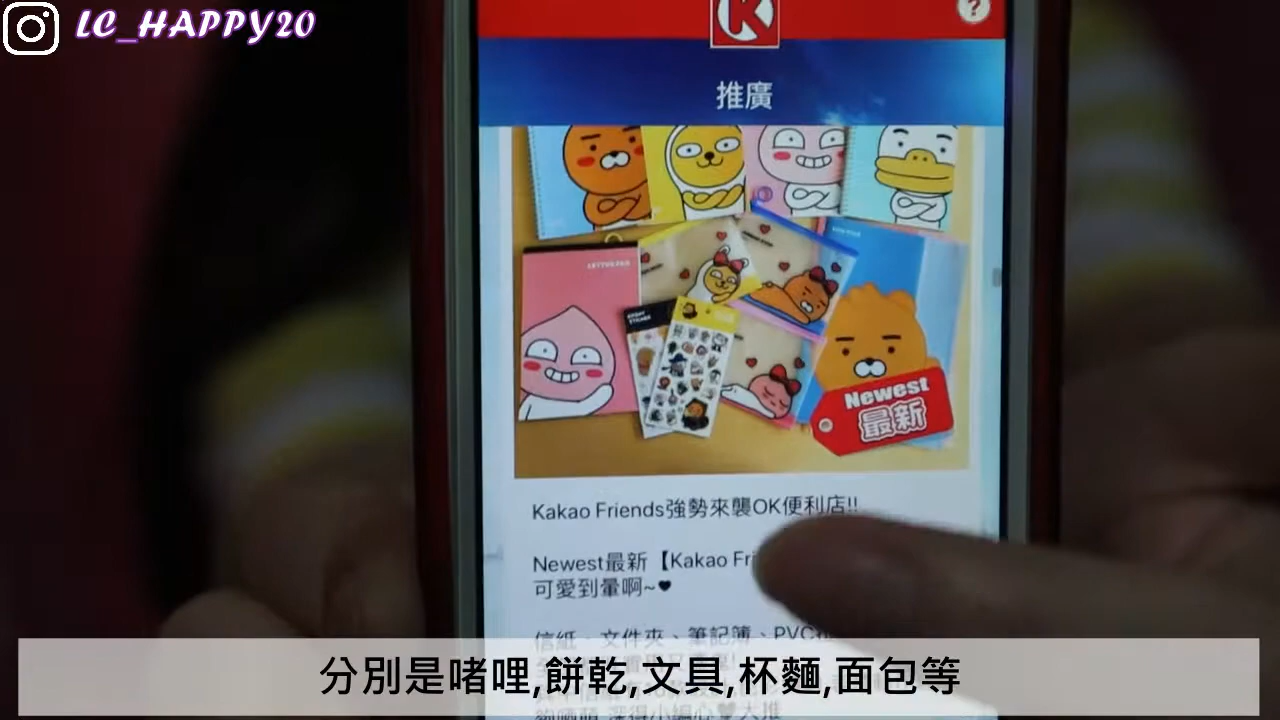 LC_HAPPY20
K
?
推廣
LETTER PAD
Newest
最新
Kakao Friends強勢來襲OK便利店!!
Newest最新【Kakao Fri
可愛到暈啊~♥
信紙、文件夾、筆記簿、PVC
分別是啫哩,餅乾,文具,杯麵,面包等